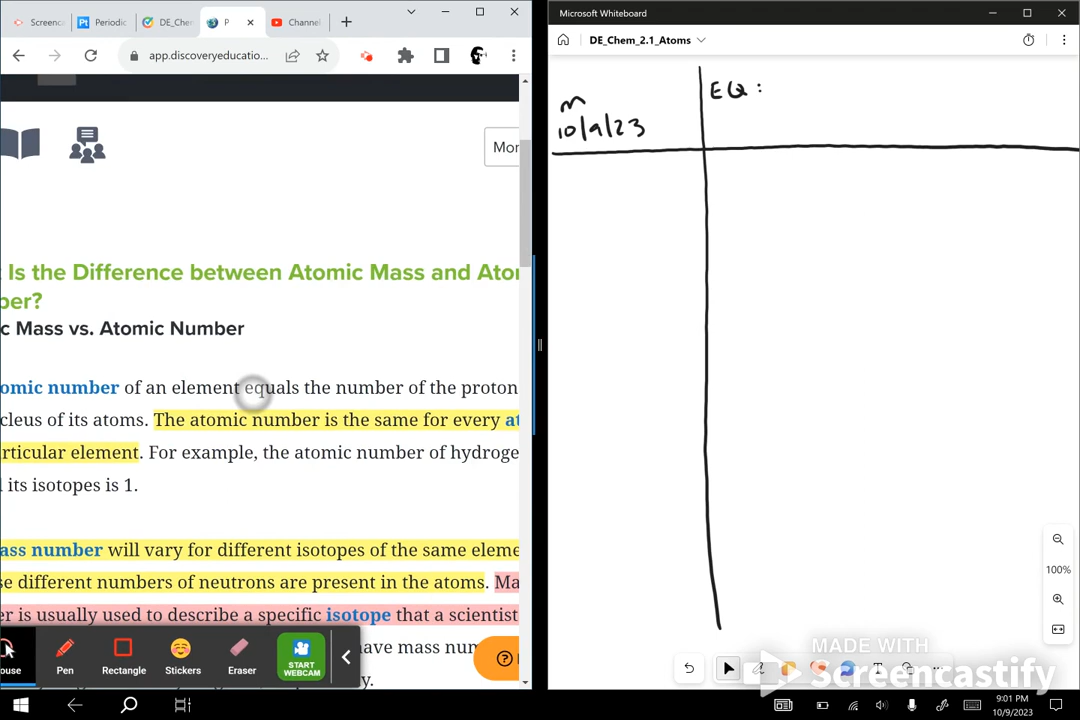 Screenca
Periodic
DE_Chem
P
Channel
app.discoveryeducatio...
Mor
Is the Difference between Atomic Mass and Ato
ber?
c Mass vs. Atomic Number
omic number of an element equals the number of the proton
cleus of its atoms. The atomic number is the same for every at
rticular element. For example, the atomic number of hydroge
l its isotopes is 1.
ass number will vary for different isotopes of the same eleme
se different numbers of neutrons are present in the atoms. Ma
er is usually used to describe a specific isotope that a scientist
have mass num
y.
ouse
Pen
Rectangle
Stickers
Eraser
START
WEBCAM
Microsoft Whiteboard
DE_Chem_2.1_Atoms
M
10/9/23
EQ:
100%
MADE WITH
Screencastify
9:01 PM
10/9/2023